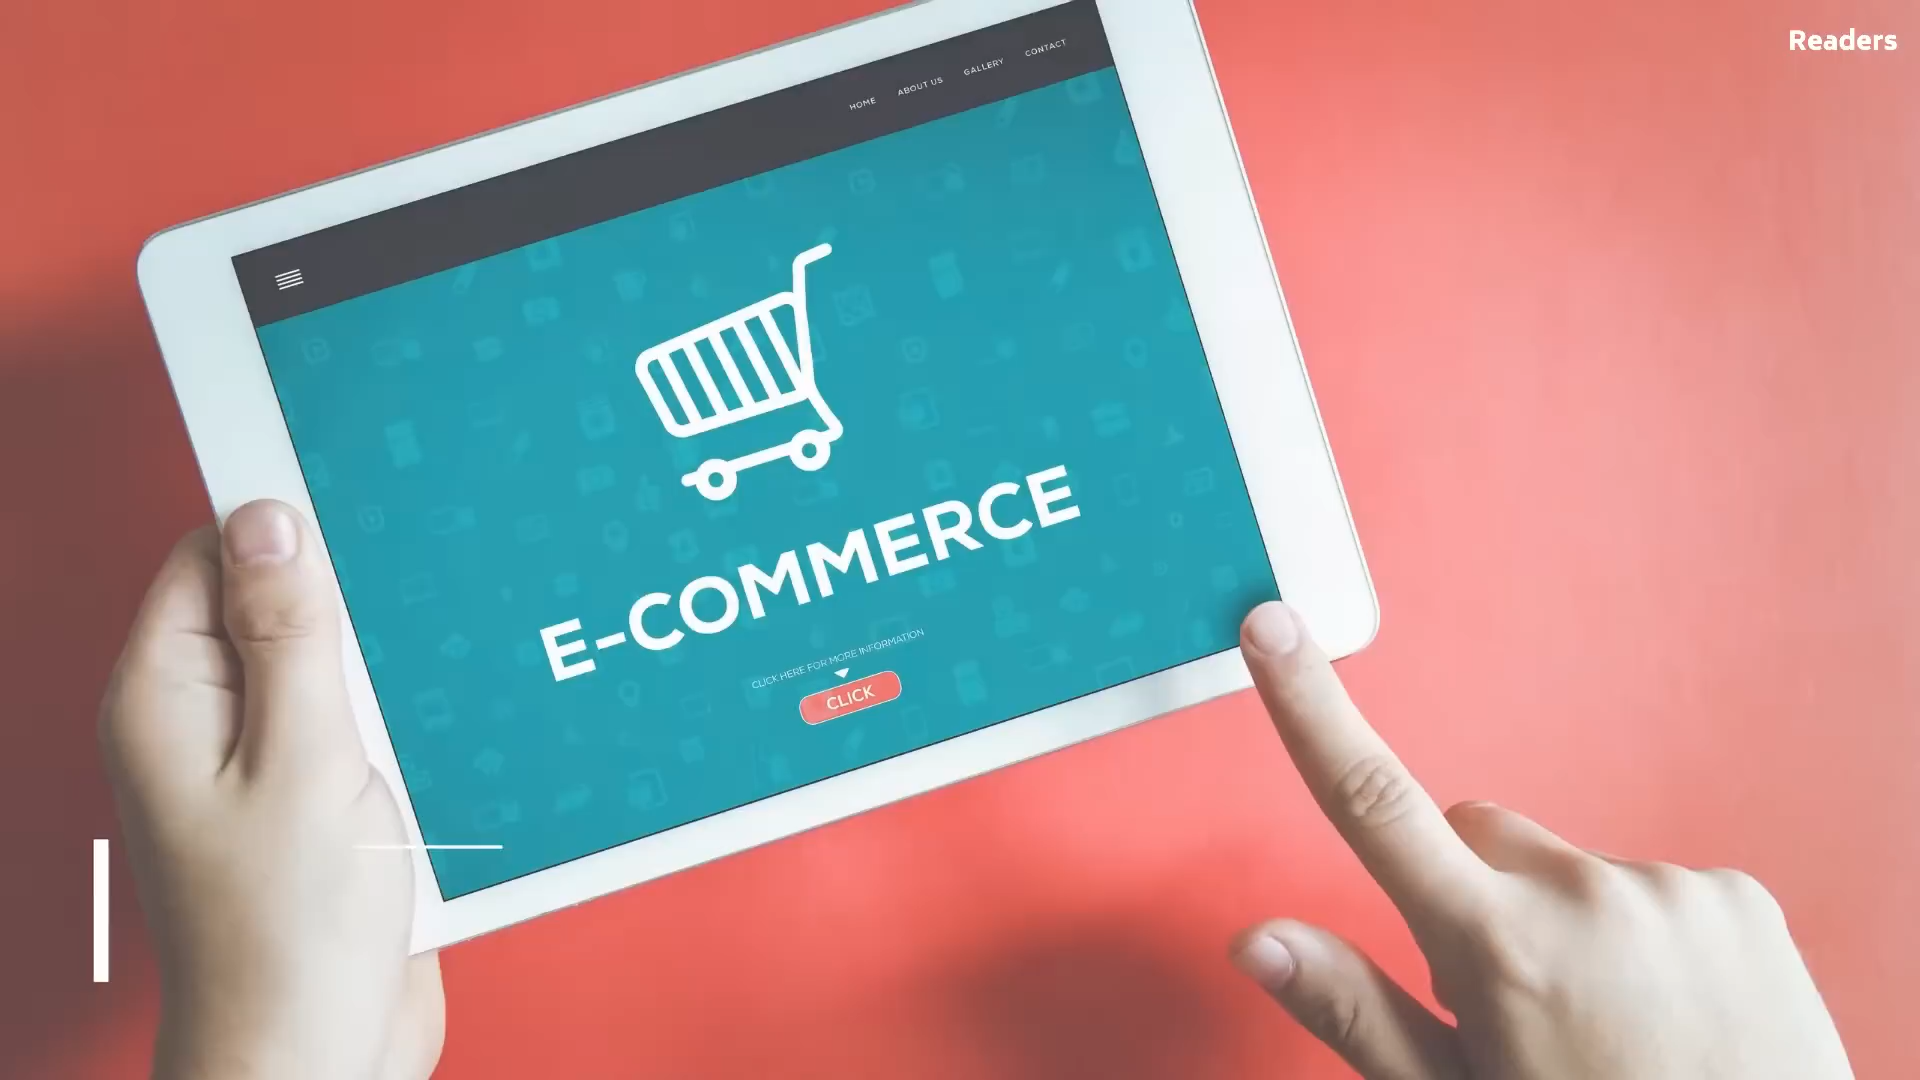 Readers
HOME ABOUT US GALLERY CONTACT
E-COMMERCE
CLICK HERE FOR MORE INFORMATION
CLICK